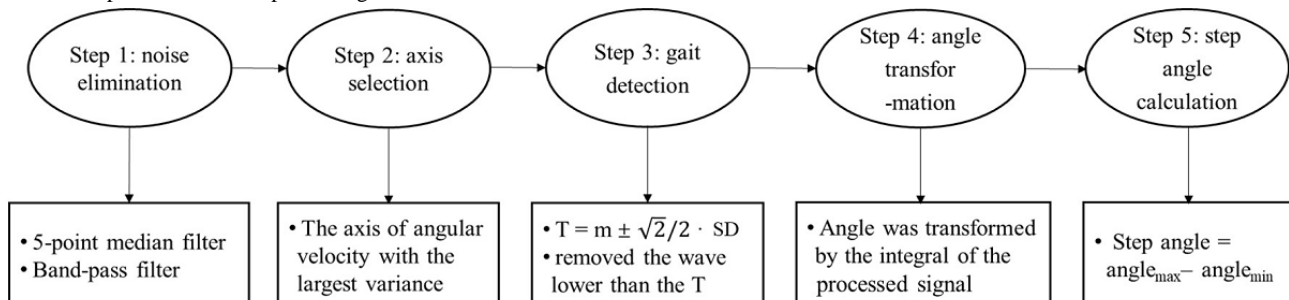 Step 1: noise
elimination
Step 2: axis
selection
Step 3: gait
detection
Step 4: angle
transfor
-mation
Step 5: step
angle
calculation
• 5-point median filter
• Band-pass filter
• The axis of angular
velocity with the
largest variance
• T = m ± √2/2 · SD
• removed the wave
lower than the T
• Angle was transformed
by the integral of the
processed signal
• Step angle =
angle_max− angle_min